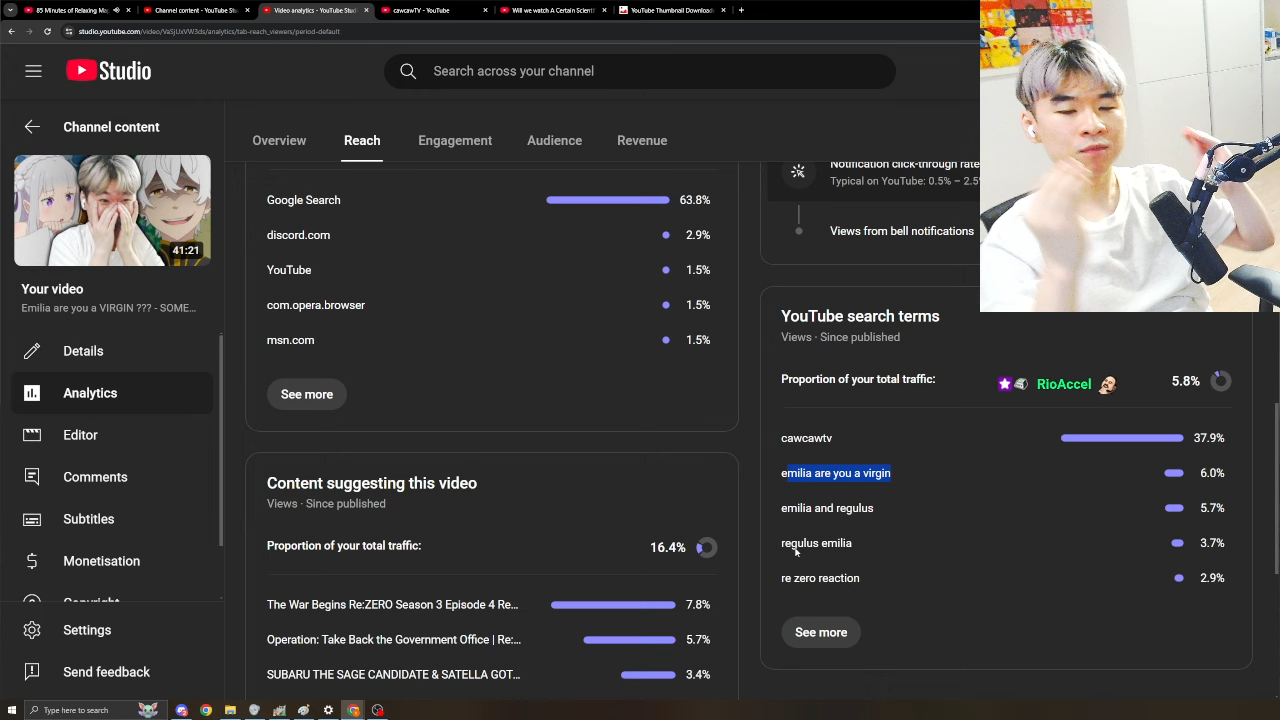 85 Minutes of Relaxing Ma
Channel content - YouTube St
Video analytics - YouTube Stud
cawcawTV - YouTube
Will we watch A Certain Scient
YouTube Thumbnail Download
studio.youtube.com/video/VaSjUxVW3ds/analytics/tab-reach_viewers/period-default
Studio
Search across your channel
Channel content
Overview
Reach
Engagement
Audience
Revenue
41:21
Your video
Emilia are you a VIRGIN ??? - SOME…
Details
Analytics
Editor
Comments
Subtitles
Monetisation
Copyright
Settings
Send feedback
Google Search 63.8%
discord.com 2.9%
YouTube 1.5%
com.opera.browser 1.5%
msn.com 1.5%
See more
Content suggesting this video
Views · Since published
Proportion of your total traffic: 16.4%
The War Begins Re:ZERO Season 3 Episode 4 Re… 7.8%
Operation: Take Back the Government Office | Re:… 5.7%
SUBARU THE SAGE CANDIDATE & SATELLA GOT… 3.4%
Notification click-through rate
Typical on YouTube: 0.5% – 2.5
Views from bell notifications
YouTube search terms
Views · Since published
Proportion of your total traffic: RioAccel 5.8%
cawcawtv 37.9%
emilia are you a virgin 6.0%
emilia and regulus 5.7%
regulus emilia 3.7%
re zero reaction 2.9%
See more
Type here to search